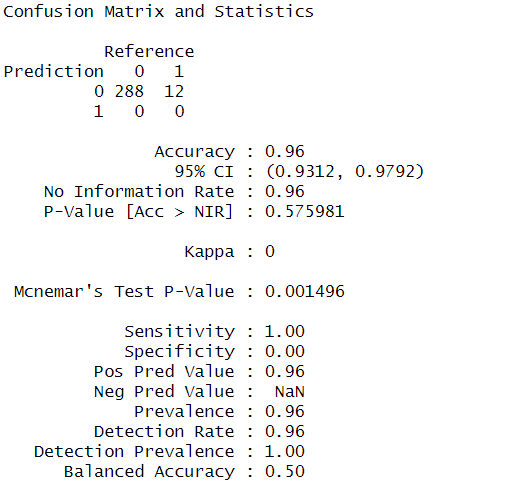 Confusion Matrix and Statistics
Reference
Prediction 0 1
0 288 12
1 0 0
Accuracy : 0.96
95% CI : (0.9312, 0.9792)
No Information Rate : 0.96
P-Value [Acc > NIR] : 0.575981
Kappa : 0
Mcnemar's Test P-Value : 0.001496
Sensitivity : 1.00
Specificity : 0.00
Pos Pred Value : 0.96
Neg Pred Value : NaN
Prevalence : 0.96
Detection Rate : 0.96
Detection Prevalence : 1.00
Balanced Accuracy : 0.50